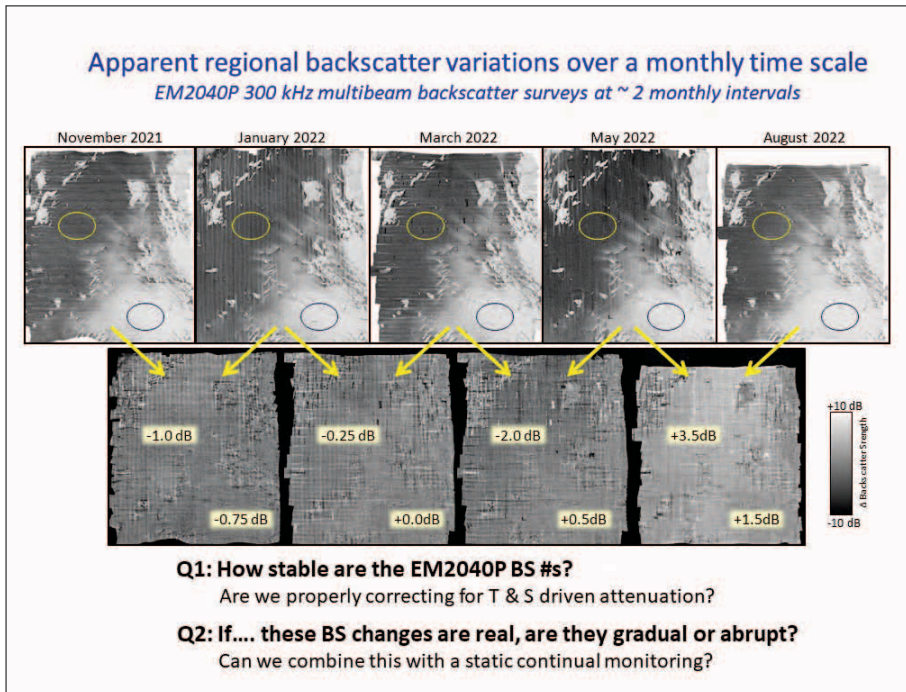 Apparent regional backscatter variations over a monthly time scale
EM2040P 300 kHz multibeam backscatter surveys at ~ 2 monthly intervals
November 2021
January 2022
March 2022
May 2022
August 2022
-1.0 dB
-0.25 dB
-2.0 dB
+3.5dB
-0.75 dB
+0.0dB
+0.5dB
+1.5dB
+10 dB
Δ Backscatter Srength
-10 dB
Q1: How stable are the EM2040P BS #s?
Are we properly correcting for T & S driven attenuation?
Q2: If.... these BS changes are real, are they gradual or abrupt?
Can we combine this with a static continual monitoring?